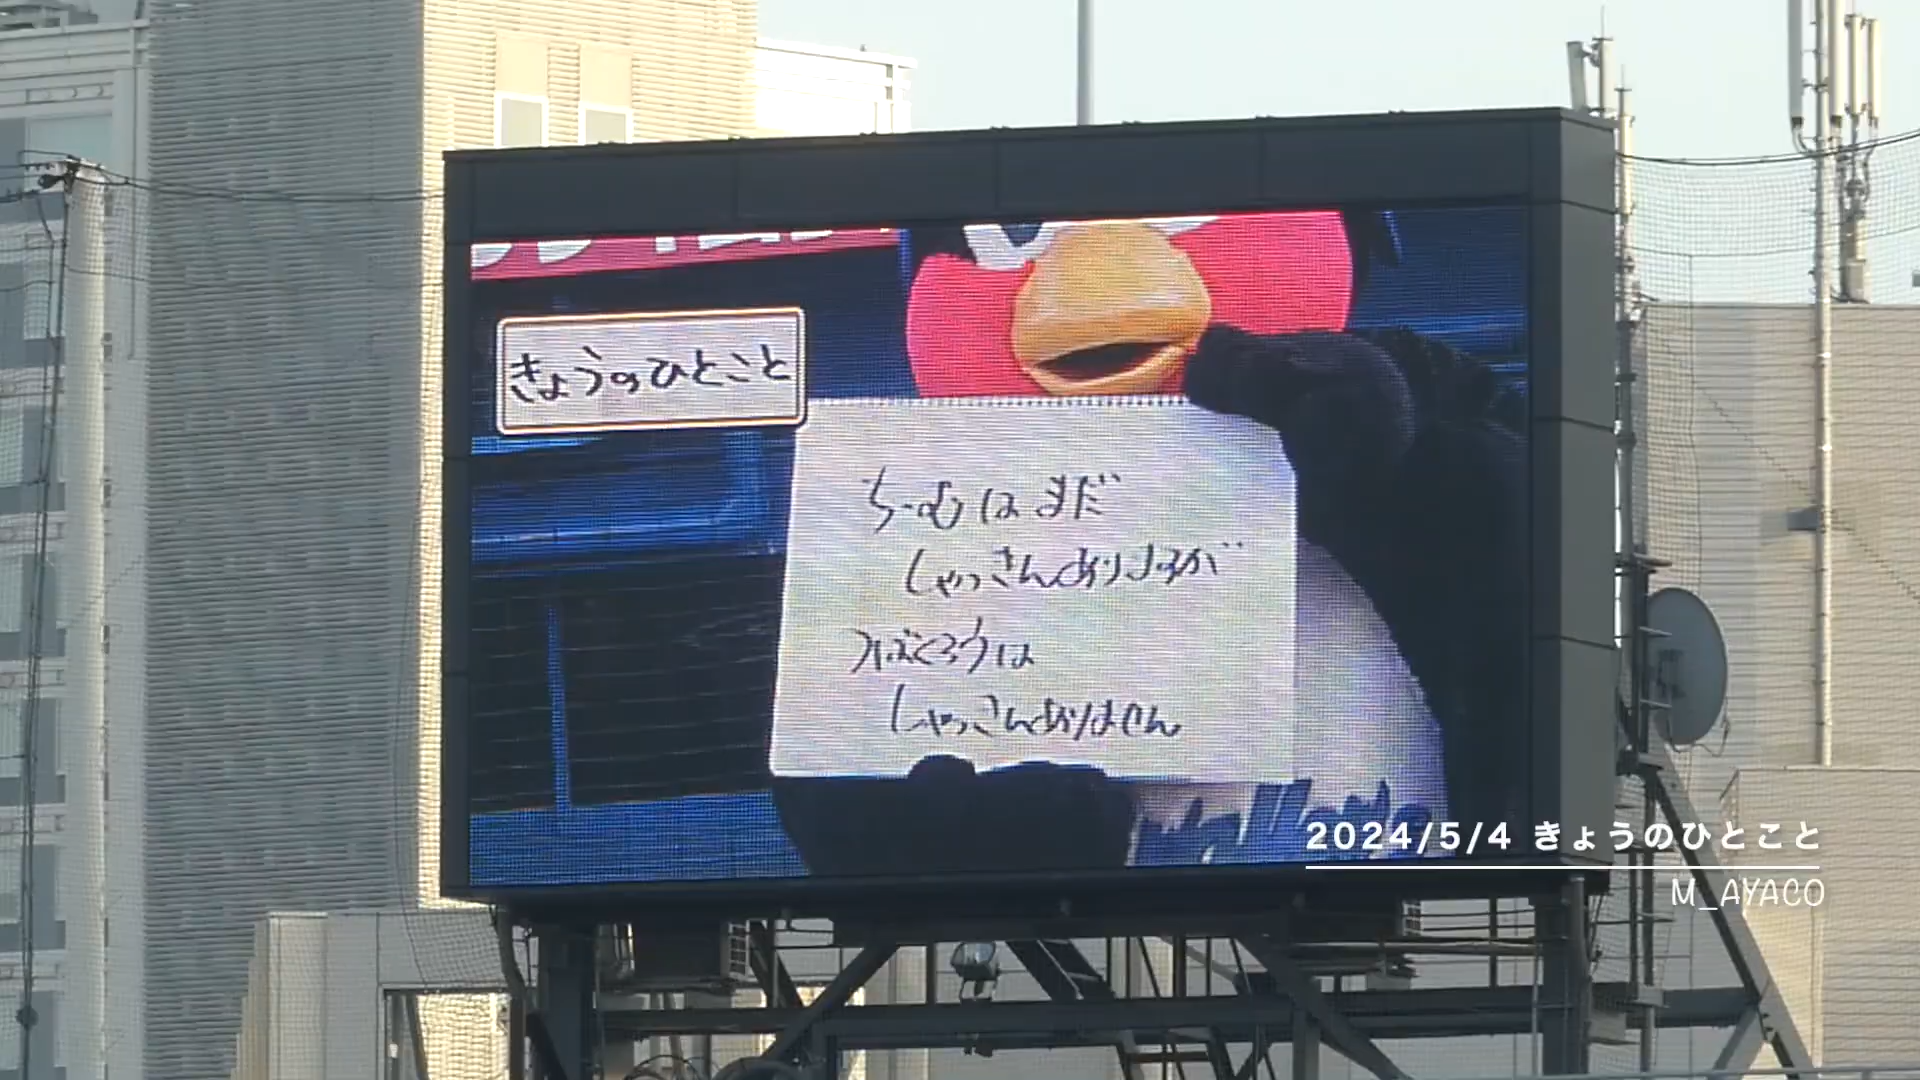 きょうのひとこと
ちーむはまだ
しゃっきんありますが
つばくろうは
しゃっきんありません
2024/5/4 きょうのひとこと
M_AYACO